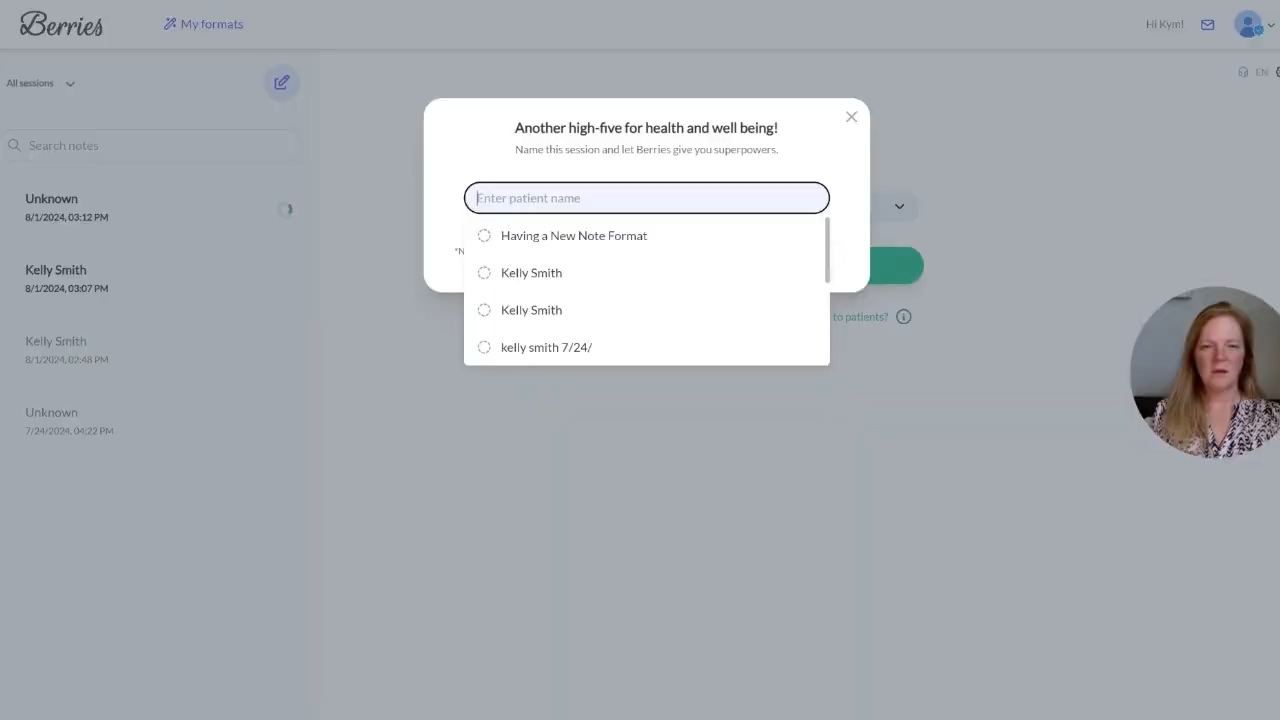 Berries
My formats
Hi Kym!
All sessions
EN
Search notes
Another high-five for health and well being!
Name this session and let Berries give you superpowers.
Enter patient name
Having a New Note Format
Kelly Smith
Kelly Smith
kelly smith 7/24/
*N
to patients?
Unknown
8/1/2024, 03:12 PM
Kelly Smith
8/1/2024, 03:07 PM
Kelly Smith
8/1/2024, 02:48 PM
Unknown
7/24/2024, 04:22 PM